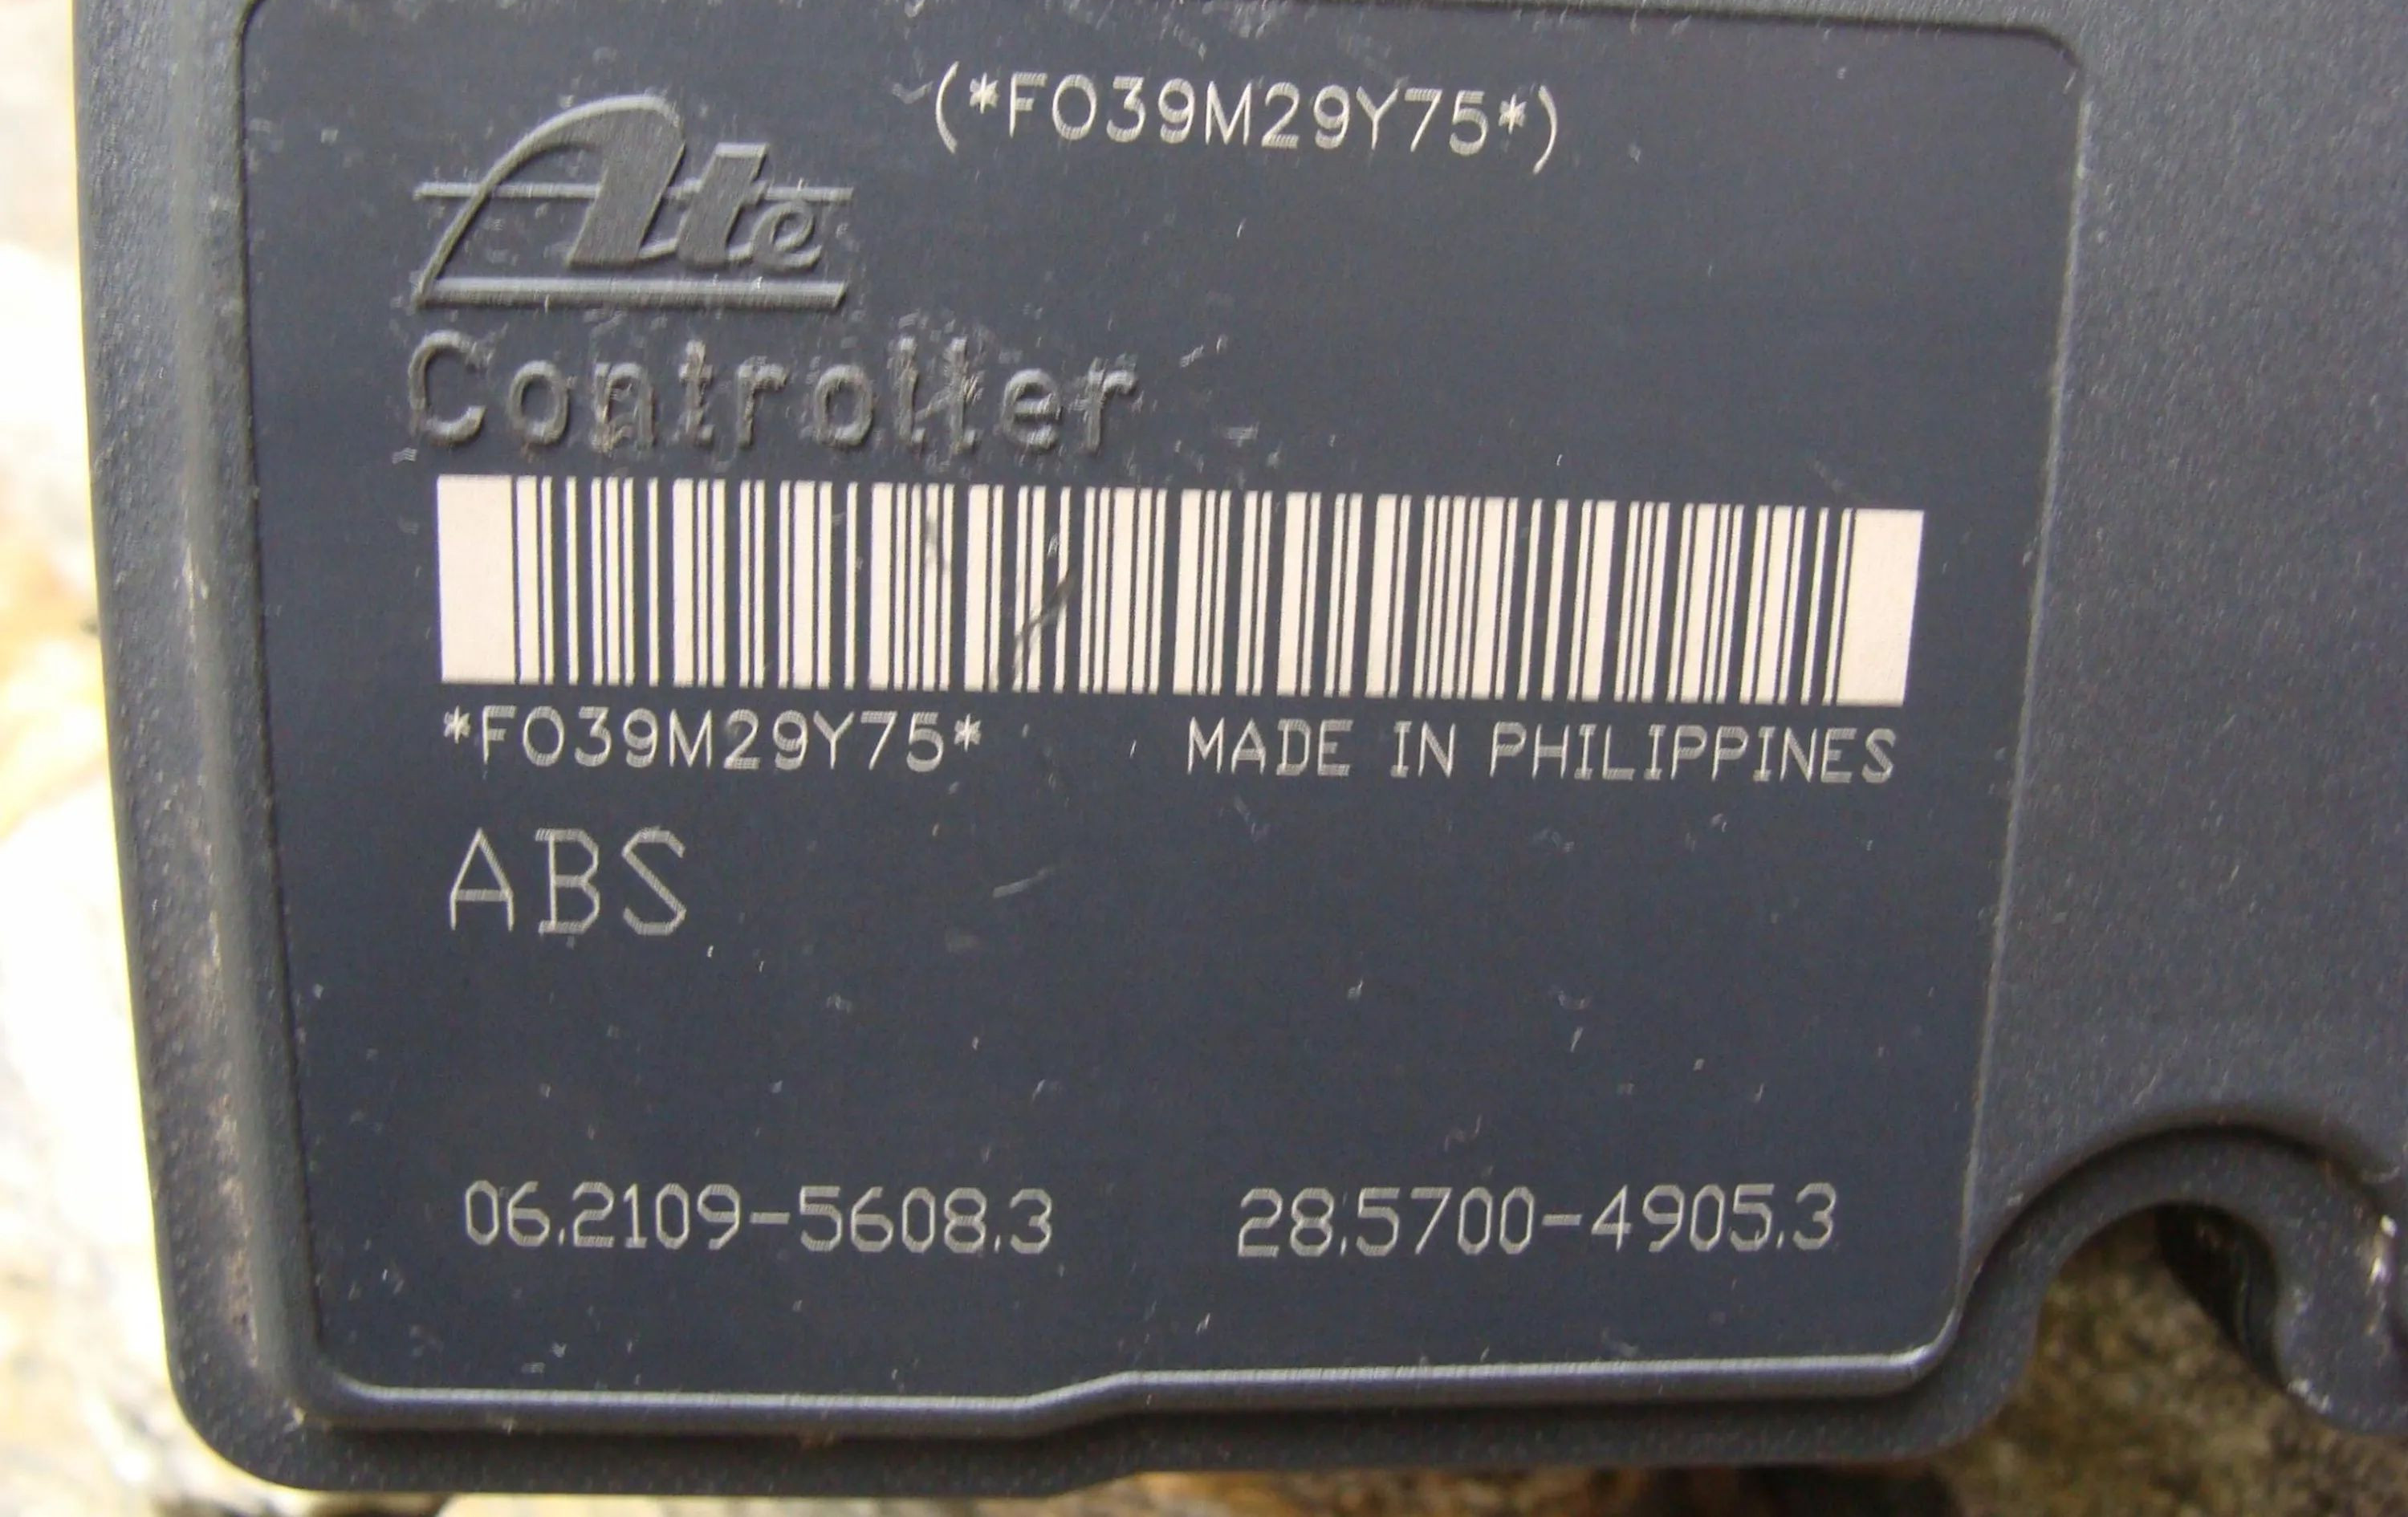 (*F039M29Y75*)
Ate
Controller
*F039M29Y75* MADE IN PHILIPPINES
ABS
06.2109-5608.3 28.5700-4905.3